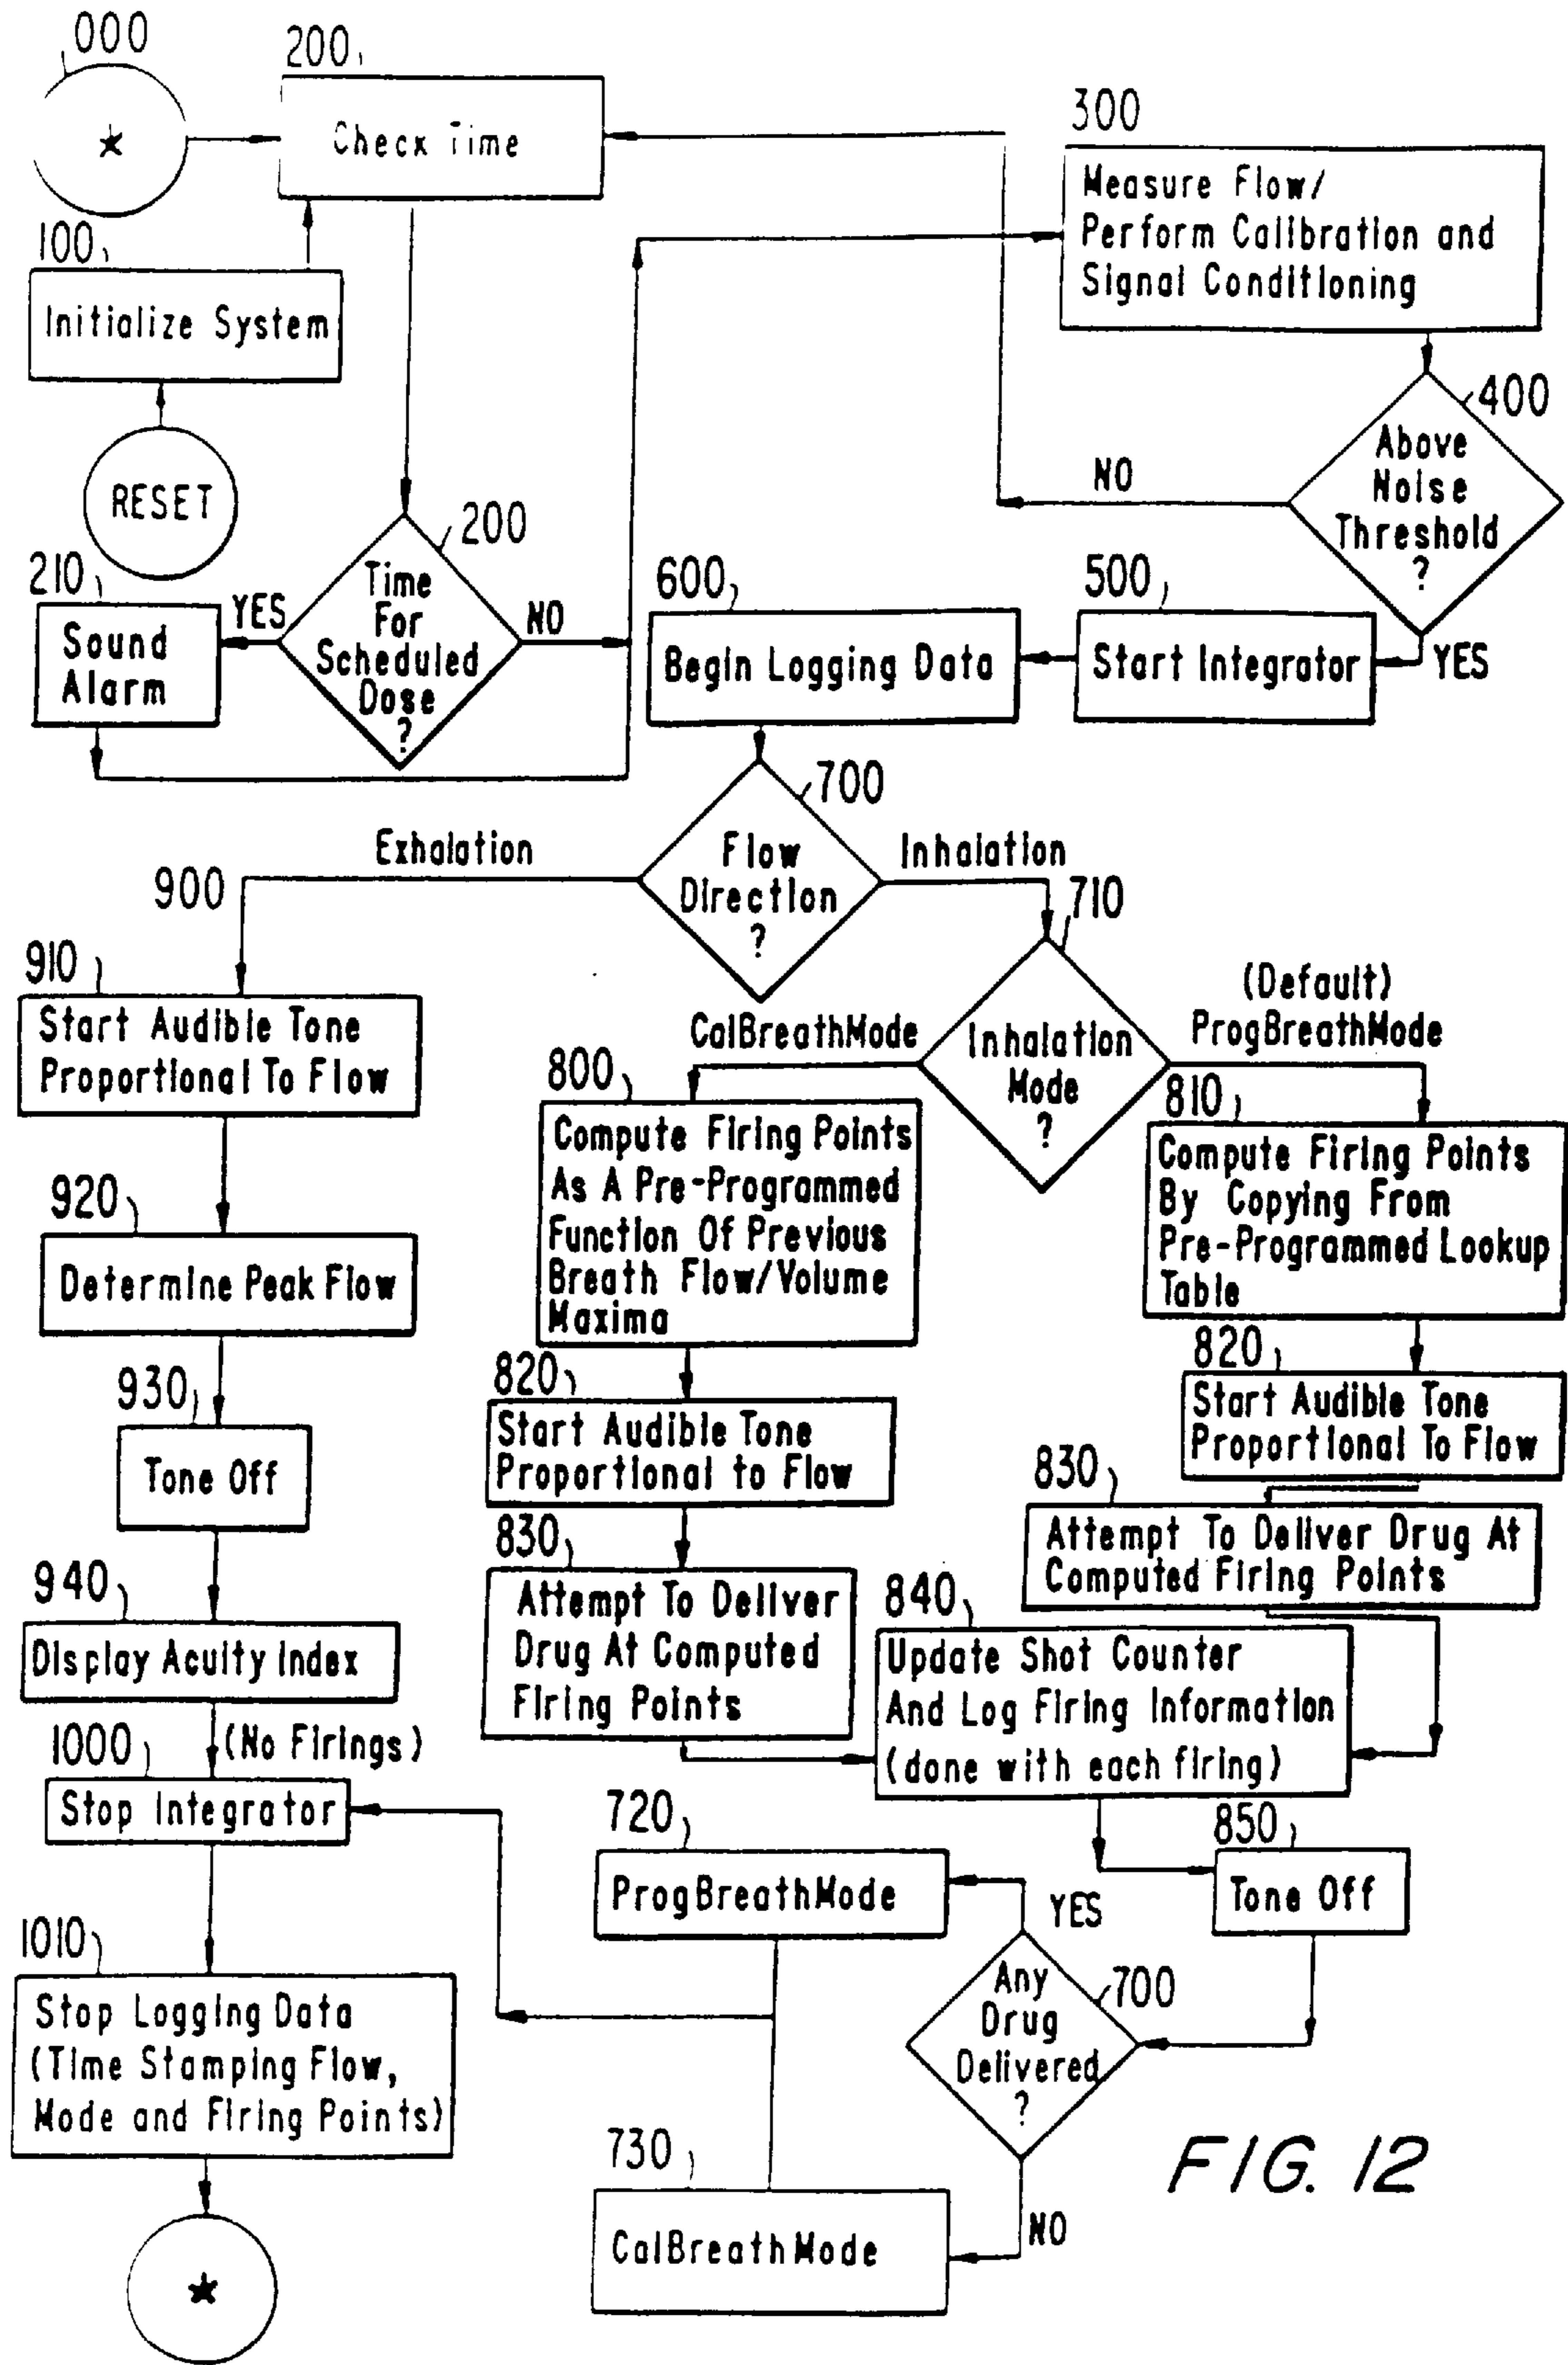 000
★
200
Check Time
300
Measure Flow/
Perform Calibration and
Signal Conditioning
100
Initialize System
RESET
400
Above
Noise
Threshold
?
NO
YES
200
Time
For
Scheduled
Dose
?
YES
NO
210
Sound
Alarm
500
Start Integrator
600
Begin Logging Data
700
Flow
Direction
?
Exhalation
Inhalation
900
710
Inhalation
Mode
?
CalBreathMode
(Default)
ProgBreathMode
910
Start Audible Tone
Proportional To Flow
920
Determine Peak Flow
930
Tone Off
940
Display Acuity Index
(No Firings)
1000
Stop Integrator
1010
Stop Logging Data
(Time Stamping Flow,
Mode and Firing Points)
★
800
Compute Firing Points
As A Pre-Programmed
Function Of Previous
Breath Flow/Volume
Maxima
820
Start Audible Tone
Proportional to Flow
830
Attempt To Deliver
Drug At Computed
Firing Points
810
Compute Firing Points
By Copying From
Pre-Programmed Lookup
Table
820
Start Audible Tone
Proportional To Flow
830
Attempt To Deliver Drug At
Computed Firing Points
840
Update Shot Counter
And Log Firing Information
(done with each firing)
850
Tone Off
700
Any
Drug
Delivered
?
YES
NO
720
ProgBreathMode
730
CalBreathMode
FIG. 12